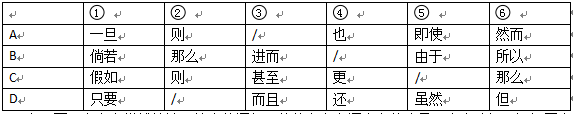 ① ② ③ ④ ⑤ ⑥
A 一旦 则 / 也 即使 然而
B 倘若 那么 进而 / 由于 所以
C 假如 则 甚至 更 / 那么
D 只要 / 而且 还 虽然 但